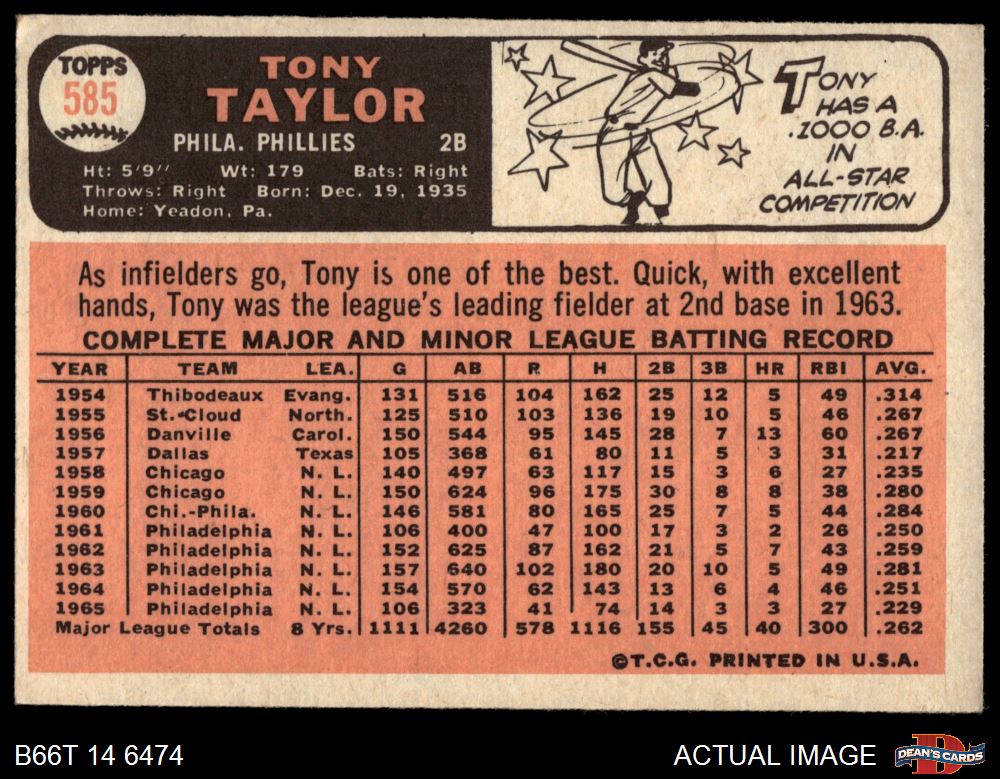 TOPPS
585
TONY
TAYLOR
PHILA. PHILLIES 2B
Ht: 5'9" Wt: 179 Bats: Right
Throws: Right Born: Dec. 19, 1935
Home: Yeadon, Pa.
TONY
HAS A
.1000 B.A.
IN
ALL-STAR
COMPETITION
As infielders go, Tony is one of the best. Quick, with excellent
hands, Tony was the league's leading fielder at 2nd base in 1963.
COMPLETE MAJOR AND MINOR LEAGUE BATTING RECORD
YEAR TEAM LEA. G AB R H 2B 3B HR RBI AVG.
1954 Thibodeaux Evang. 131 516 104 162 25 12 5 49 .314
1955 St. Cloud North. 125 510 103 136 19 10 5 46 .267
1956 Danville Carol. 150 544 95 145 28 7 13 60 .267
1957 Dallas Texas 105 368 61 80 11 5 3 31 .217
1958 Chicago N. L. 140 497 63 117 15 3 6 27 .235
1959 Chicago N. L. 150 624 96 175 30 8 8 38 .280
1960 Chi.-Phila. N. L. 146 581 80 165 25 7 5 44 .284
1961 Philadelphia N. L. 106 400 47 100 17 3 2 26 .250
1962 Philadelphia N. L. 152 625 87 162 21 5 7 43 .259
1963 Philadelphia N. L. 157 640 102 180 20 10 5 49 .281
1964 Philadelphia N. L. 154 570 62 143 13 6 4 46 .251
1965 Philadelphia N. L. 106 323 41 74 14 3 3 27 .229
Major League Totals 8 Yrs. 1111 4260 578 1116 155 45 40 300 .262
©T.C.G. PRINTED IN U.S.A.
B66T 14 6474
ACTUAL IMAGE
DEAN'S CARDS